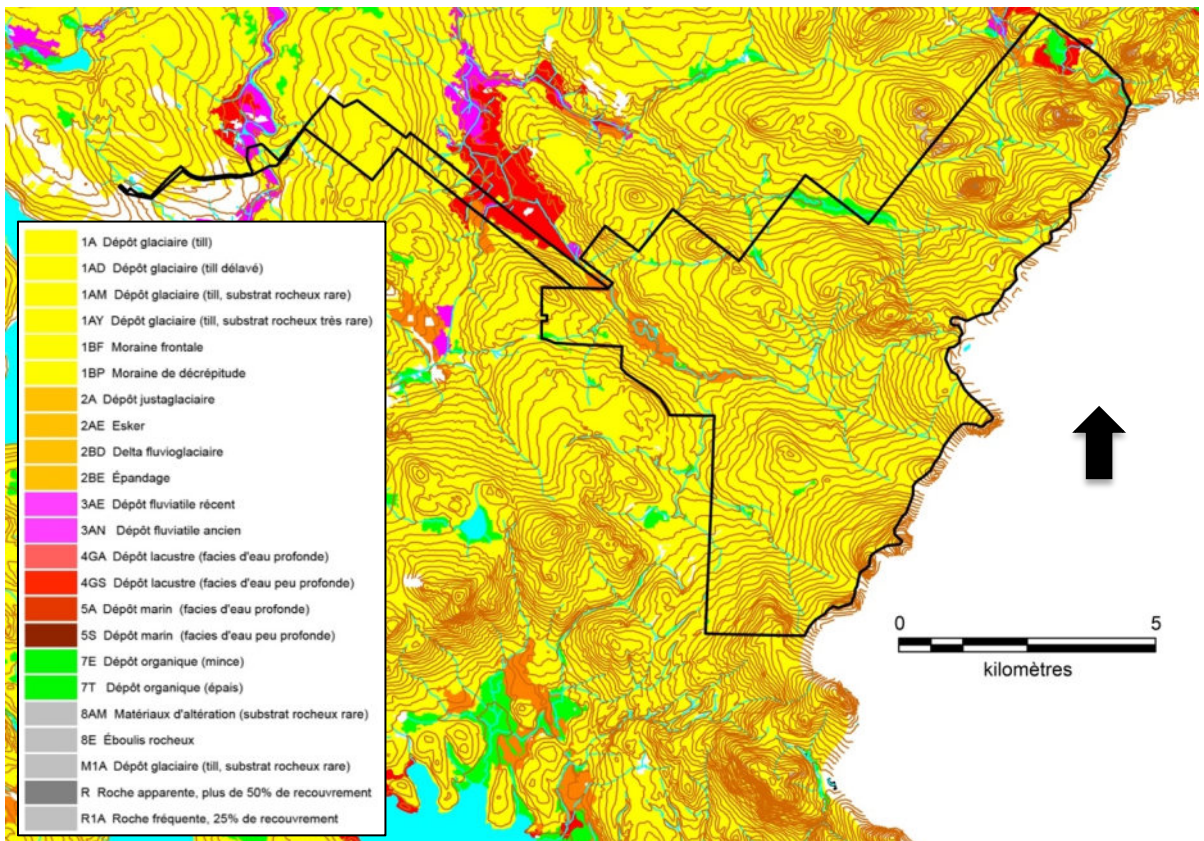 1A Dépôt glaciaire (till)
1AD Dépôt glaciaire (till délavé)
1AM Dépôt glaciaire (till, substrat rocheux rare)
1AY Dépôt glaciaire (till, substrat rocheux très rare)
1BF Moraine frontale
1BP Moraine de décrépitude
2A Dépôt justaglaciaire
2AE Esker
2BD Delta fluvioglaciaire
2BE Épandage
3AE Dépôt fluviatile récent
3AN Dépôt fluviatile ancien
4GA Dépôt lacustre (facies d'eau profonde)
4GS Dépôt lacustre (facies d'eau peu profonde)
5A Dépôt marin (facies d'eau profonde)
5S Dépôt marin (facies d'eau peu profonde)
7E Dépôt organique (mince)
7T Dépôt organique (épais)
8AM Matériaux d'altération (substrat rocheux rare)
8E Éboulis rocheux
M1A Dépôt glaciaire (till, substrat rocheux rare)
R Roche apparente, plus de 50% de recouvrement
R1A Roche fréquente, 25% de recouvrement
0 5
kilomètres